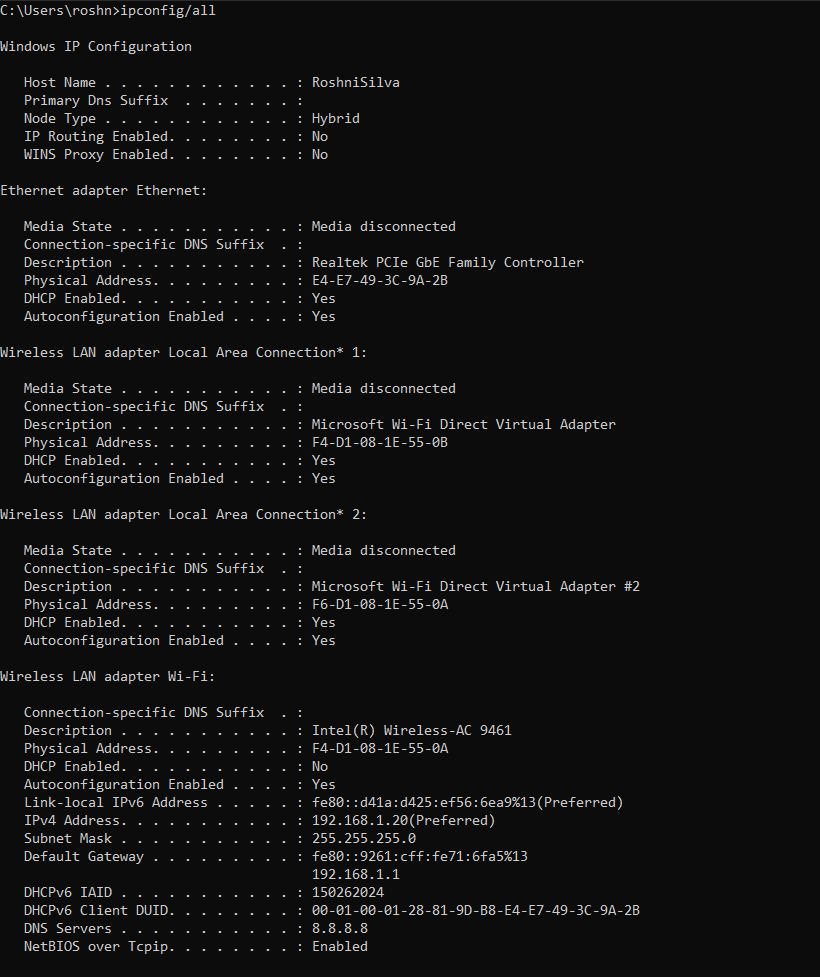 C:\Users\roshn>ipconfig/all
Windows IP Configuration
Host Name . . . . . . . . . . . . : RoshniSilva
Primary Dns Suffix  . . . . . . . :
Node Type . . . . . . . . . . . . : Hybrid
IP Routing Enabled. . . . . . . . : No
WINS Proxy Enabled. . . . . . . . : No
Ethernet adapter Ethernet:
Media State . . . . . . . . . . . : Media disconnected
Connection-specific DNS Suffix  . :
Description . . . . . . . . . . . : Realtek PCIe GbE Family Controller
Physical Address. . . . . . . . . : E4-E7-49-3C-9A-2B
DHCP Enabled. . . . . . . . . . . : Yes
Autoconfiguration Enabled . . . . : Yes
Wireless LAN adapter Local Area Connection* 1:
Media State . . . . . . . . . . . : Media disconnected
Connection-specific DNS Suffix  . :
Description . . . . . . . . . . . : Microsoft Wi-Fi Direct Virtual Adapter
Physical Address. . . . . . . . . : F4-D1-08-1E-55-0B
DHCP Enabled. . . . . . . . . . . : Yes
Autoconfiguration Enabled . . . . : Yes
Wireless LAN adapter Local Area Connection* 2:
Media State . . . . . . . . . . . : Media disconnected
Connection-specific DNS Suffix  . :
Description . . . . . . . . . . . : Microsoft Wi-Fi Direct Virtual Adapter #2
Physical Address. . . . . . . . . : F6-D1-08-1E-55-0A
DHCP Enabled. . . . . . . . . . . : Yes
Autoconfiguration Enabled . . . . : Yes
Wireless LAN adapter Wi-Fi:
Connection-specific DNS Suffix  . :
Description . . . . . . . . . . . : Intel(R) Wireless-AC 9461
Physical Address. . . . . . . . . : F4-D1-08-1E-55-0A
DHCP Enabled. . . . . . . . . . . : No
Autoconfiguration Enabled . . . . : Yes
Link-local IPv6 Address . . . . . : fe80::d41a:d425:ef56:6ea9%13(Preferred)
IPv4 Address. . . . . . . . . . . : 192.168.1.20(Preferred)
Subnet Mask . . . . . . . . . . . : 255.255.255.0
Default Gateway . . . . . . . . . : fe80::9261:cff:fe71:6fa5%13
192.168.1.1
DHCPv6 IAID . . . . . . . . . . . : 150262024
DHCPv6 Client DUID. . . . . . . . : 00-01-00-01-28-81-9D-B8-E4-E7-49-3C-9A-2B
DNS Servers . . . . . . . . . . . : 8.8.8.8
NetBIOS over Tcpip. . . . . . . . : Enabled